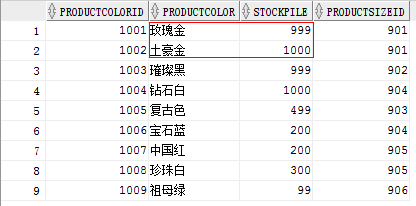 PRODUCTCOLORID PRODUCTCOLOR STOCKPILE PRODUCTSIZEID
1 1001 玫瑰金 999 901
2 1002 土豪金 1000 901
3 1003 璀璨黑 999 902
4 1004 钻石白 1000 904
5 1005 复古色 499 903
6 1006 宝石蓝 200 904
7 1007 中国红 200 905
8 1008 珍珠白 300 905
9 1009 祖母绿 99 906